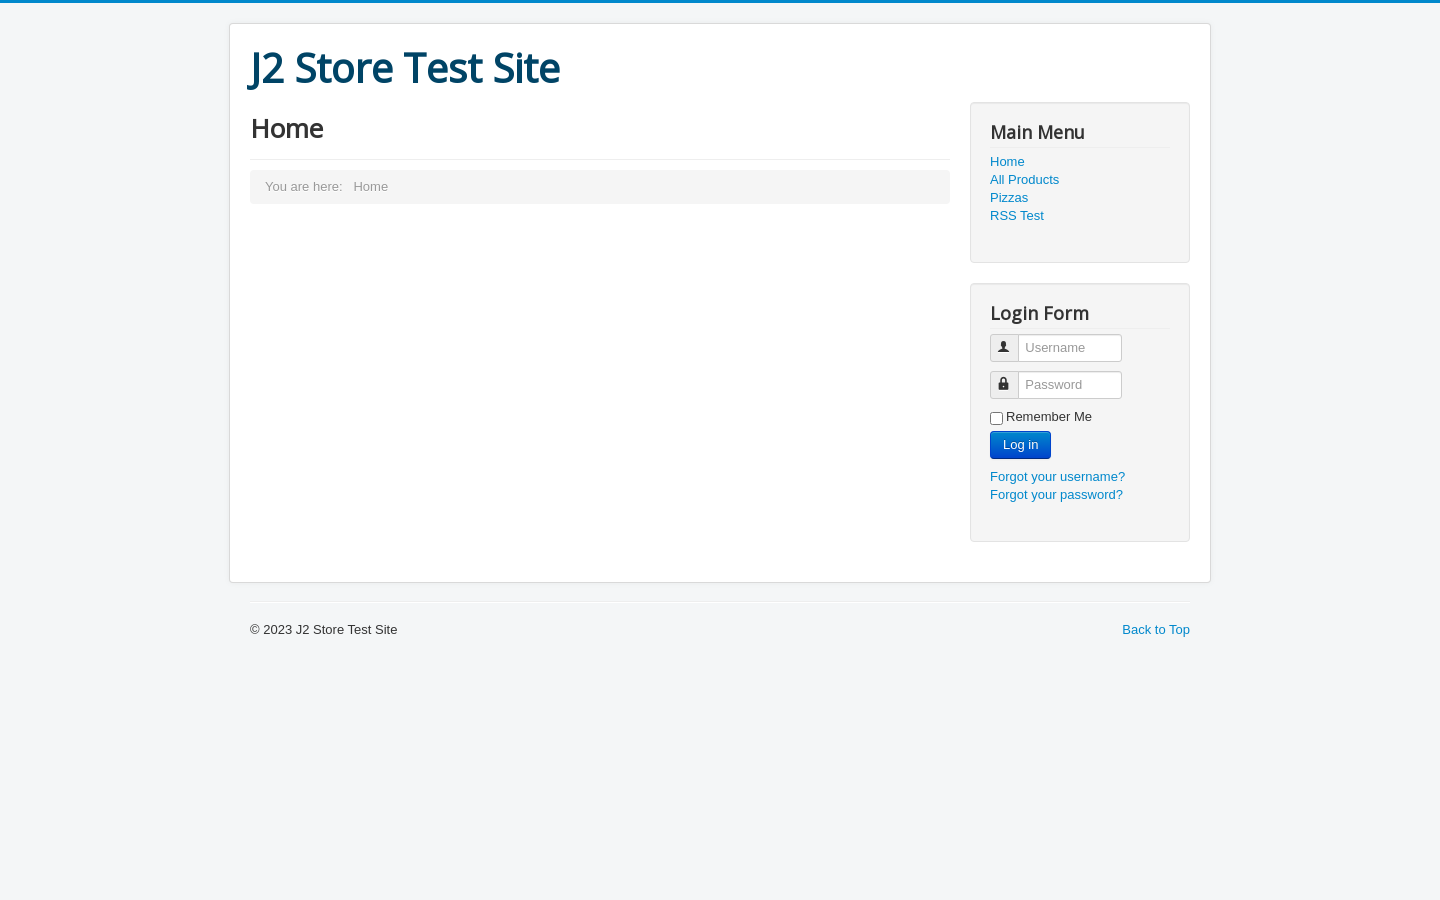 J2 Store Test Site
Home
You are here: Home
Main Menu
Home
All Products
Pizzas
RSS Test
Login Form
Username
Password
Remember Me
Log in
Forgot your username?
Forgot your password?
© 2023 J2 Store Test Site
Back to Top